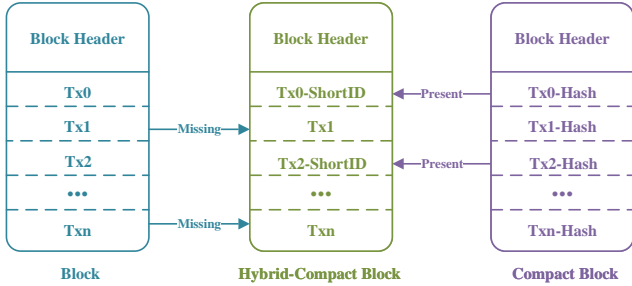 Block Header Block Header Block Header
Tx0 Tx0-ShortID Present Tx0-Hash
Tx1 Missing Tx1 Tx1-Hash
Tx2 Tx2-ShortID Present Tx2-Hash
... ... ...
Txn Missing Txn Txn-Hash
Block Hybrid-Compact Block Compact Block